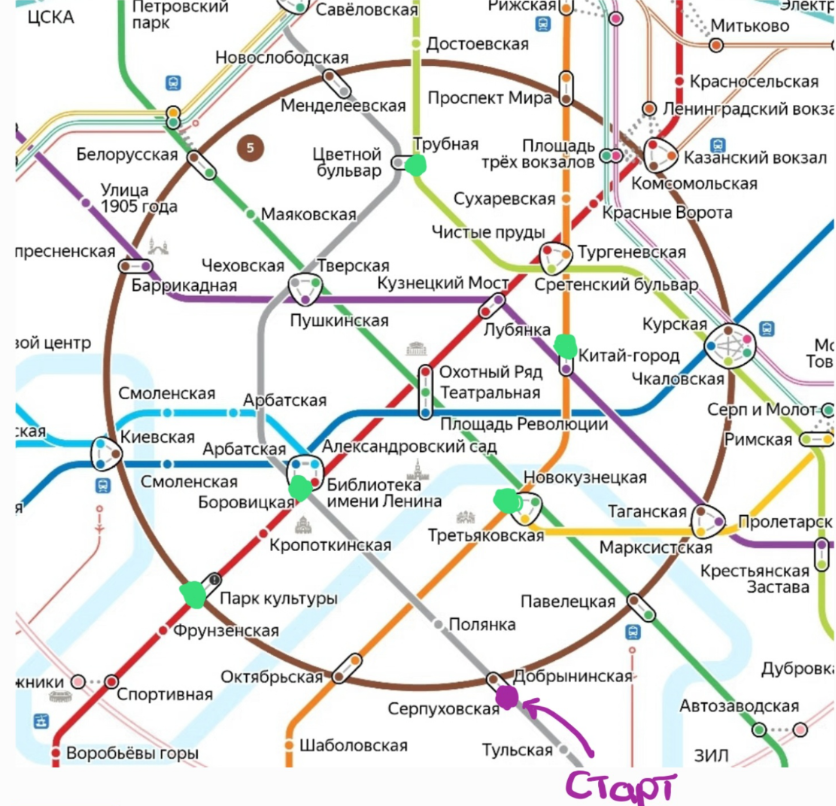 ЦСКА
Петровский
парк
Савёловская
Рижская
Электр
Митьково
Достоевская
Новослободская
Менделеевская
Проспект Мира
Красносельская
Ленинградский вокза
Белорусская
5
Цветной
бульвар
Трубная
Площадь
трёх вокзалов
Казанский вокзал
Комсомольская
Улица
1905 года
Маяковская
Сухаревская
Красные Ворота
Чистые пруды
Тургеневская
Сретенский бульвар
пресненская
Баррикадная
Чеховская
Тверская
Пушкинская
Кузнецкий Мост
Лубянка
Курская
Чкаловская
Мо
Тов
вой центр
Китай-город
Охотный Ряд
Театральная
Площадь Революции
Смоленская
Арбатская
Серп и Молот
Римская
ская
Киевская
Арбатская
Александровский сад
Смоленская
я
Библиотека
имени Ленина
Боровицкая
Новокузнецкая
Третьяковская
Таганская
Марксистская
Пролетарск
Кропоткинская
Крестьянская
Застава
Парк культуры
Павелецкая
Фрунзенская
Полянка
Октябрьская
Добрынинская
Серпуховская
Дубровка
жники
Спортивная
Автозаводская
Воробьёвы горы
Шаболовская
Тульская
ЗИЛ
Старт